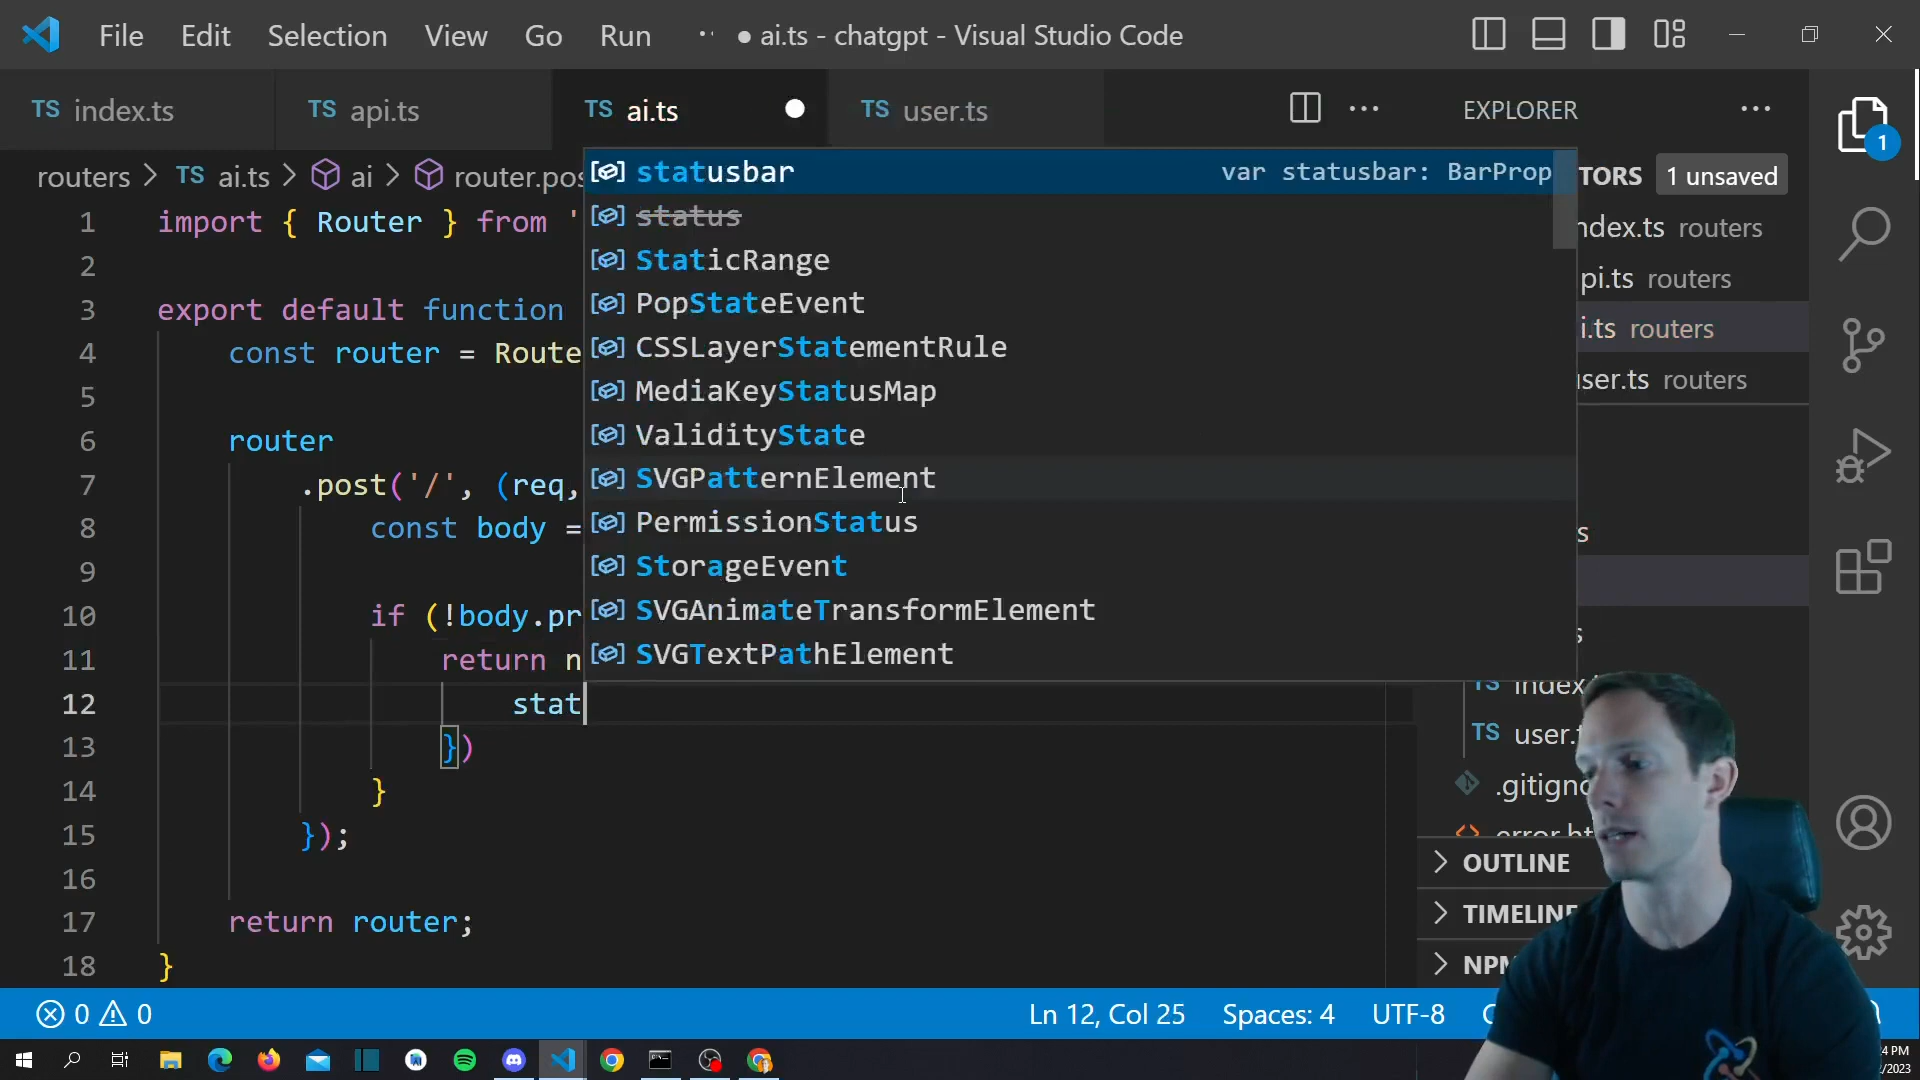 File Edit Selection View Go Run ·· ● ai.ts - chatgpt - Visual Studio Code
TS index.ts TS api.ts TS ai.ts TS user.ts ··· EXPLORER ···
routers > TS ai.ts > ai > router.pos
statusbar var statusbar: BarProp
status
StaticRange
PopStateEvent
CSSLayerStatementRule
MediaKeyStatusMap
ValidityState
SVGPatternElement
PermissionStatus
StorageEvent
SVGAnimateTransformElement
SVGTextPathElement
1 import { Router } from '
2
3 export default function
4 const router = Route
5
6 router
7 .post('/', (req,
8 const body =
9
10 if (!body.pr
11 return n
12 stat
13 })
14 }
15 });
16
17 return router;
18 }
TORS 1 unsaved
1
ndex.ts routers
pi.ts routers
i.ts routers
ser.ts routers
s
s
TS index
TS user.
.gitigno
error.ht
> OUTLINE
> TIMELINE
> NPM
0 0 Ln 12, Col 25 Spaces: 4 UTF-8
4 PM
/2023